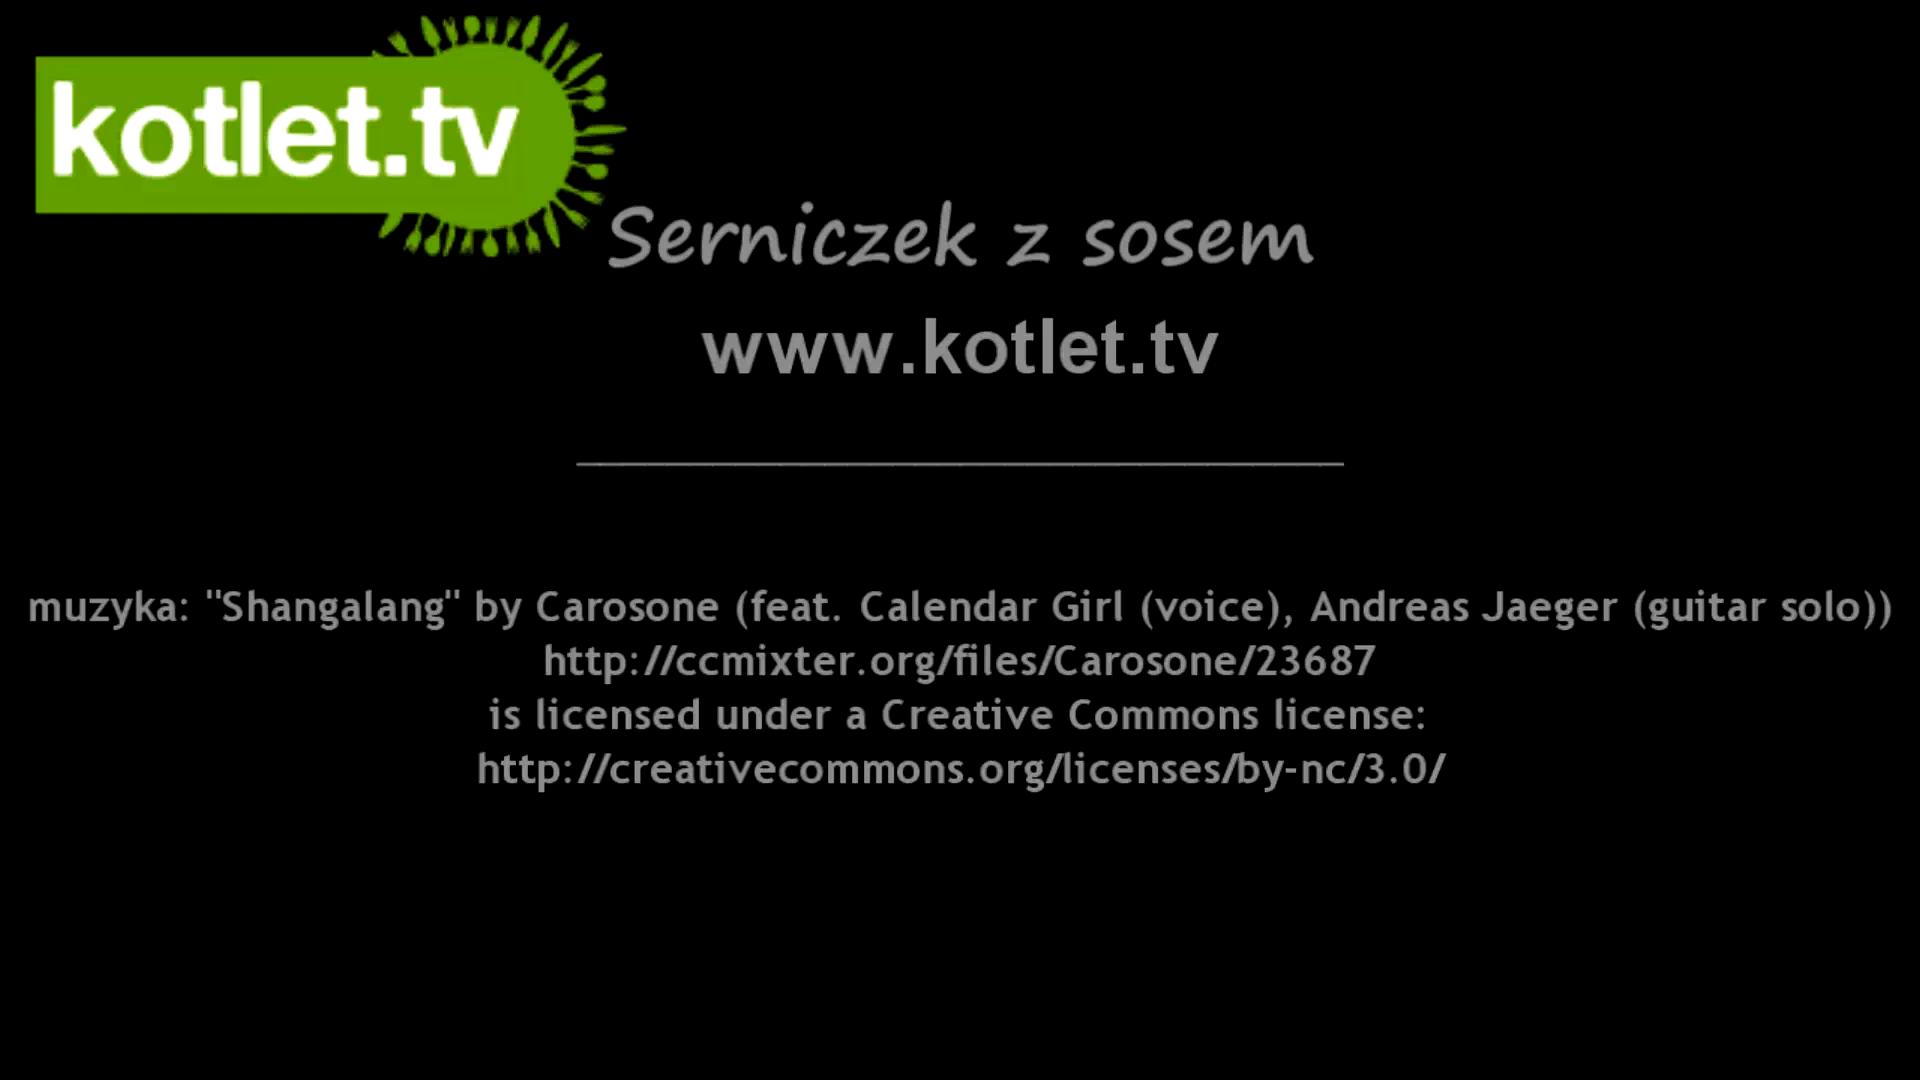 kotlet.tv
Serniczek z sosem
www.kotlet.tv
muzyka: "Shangalang" by Carosone (feat. Calendar Girl (voice), Andreas Jaeger (guitar solo))
http://ccmixter.org/files/Carosone/23687
is licensed under a Creative Commons license:
http://creativecommons.org/licenses/by-nc/3.0/